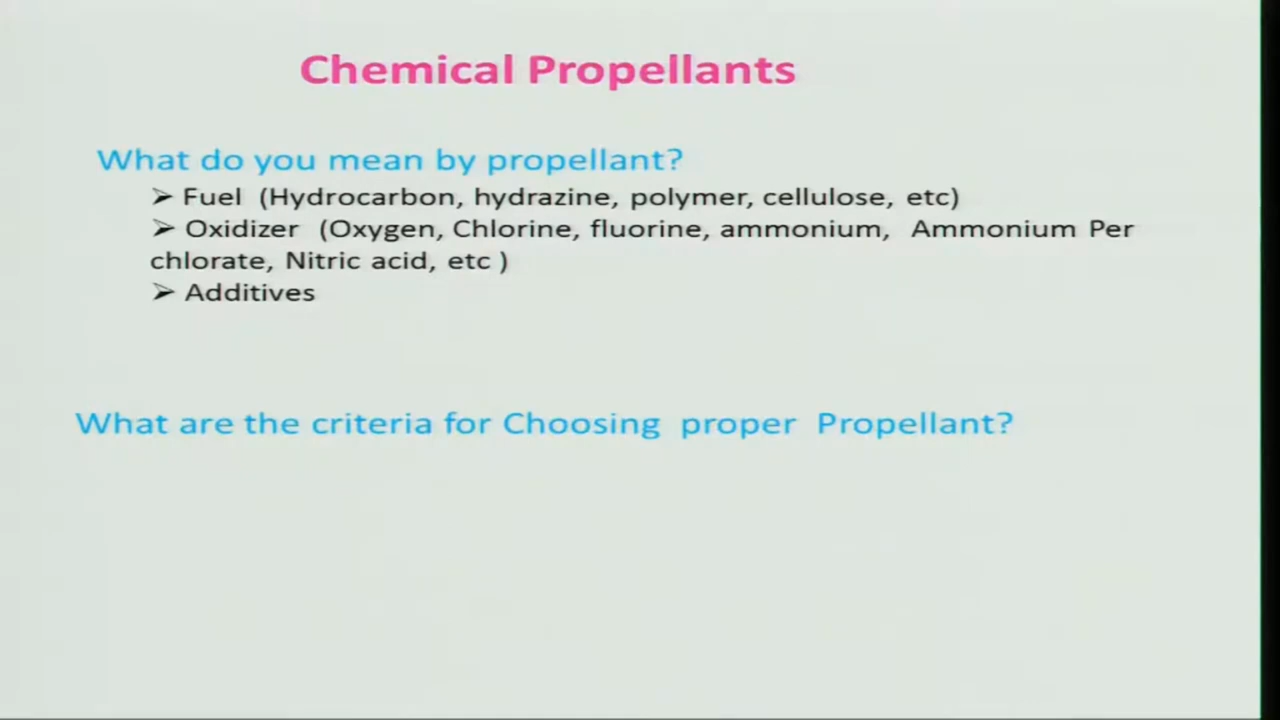 Chemical Propellants
What do you mean by propellant?
➢ Fuel (Hydrocarbon, hydrazine, polymer, cellulose, etc)
➢ Oxidizer (Oxygen, Chlorine, fluorine, ammonium, Ammonium Per
chlorate, Nitric acid, etc )
➢ Additives
What are the criteria for Choosing proper Propellant?